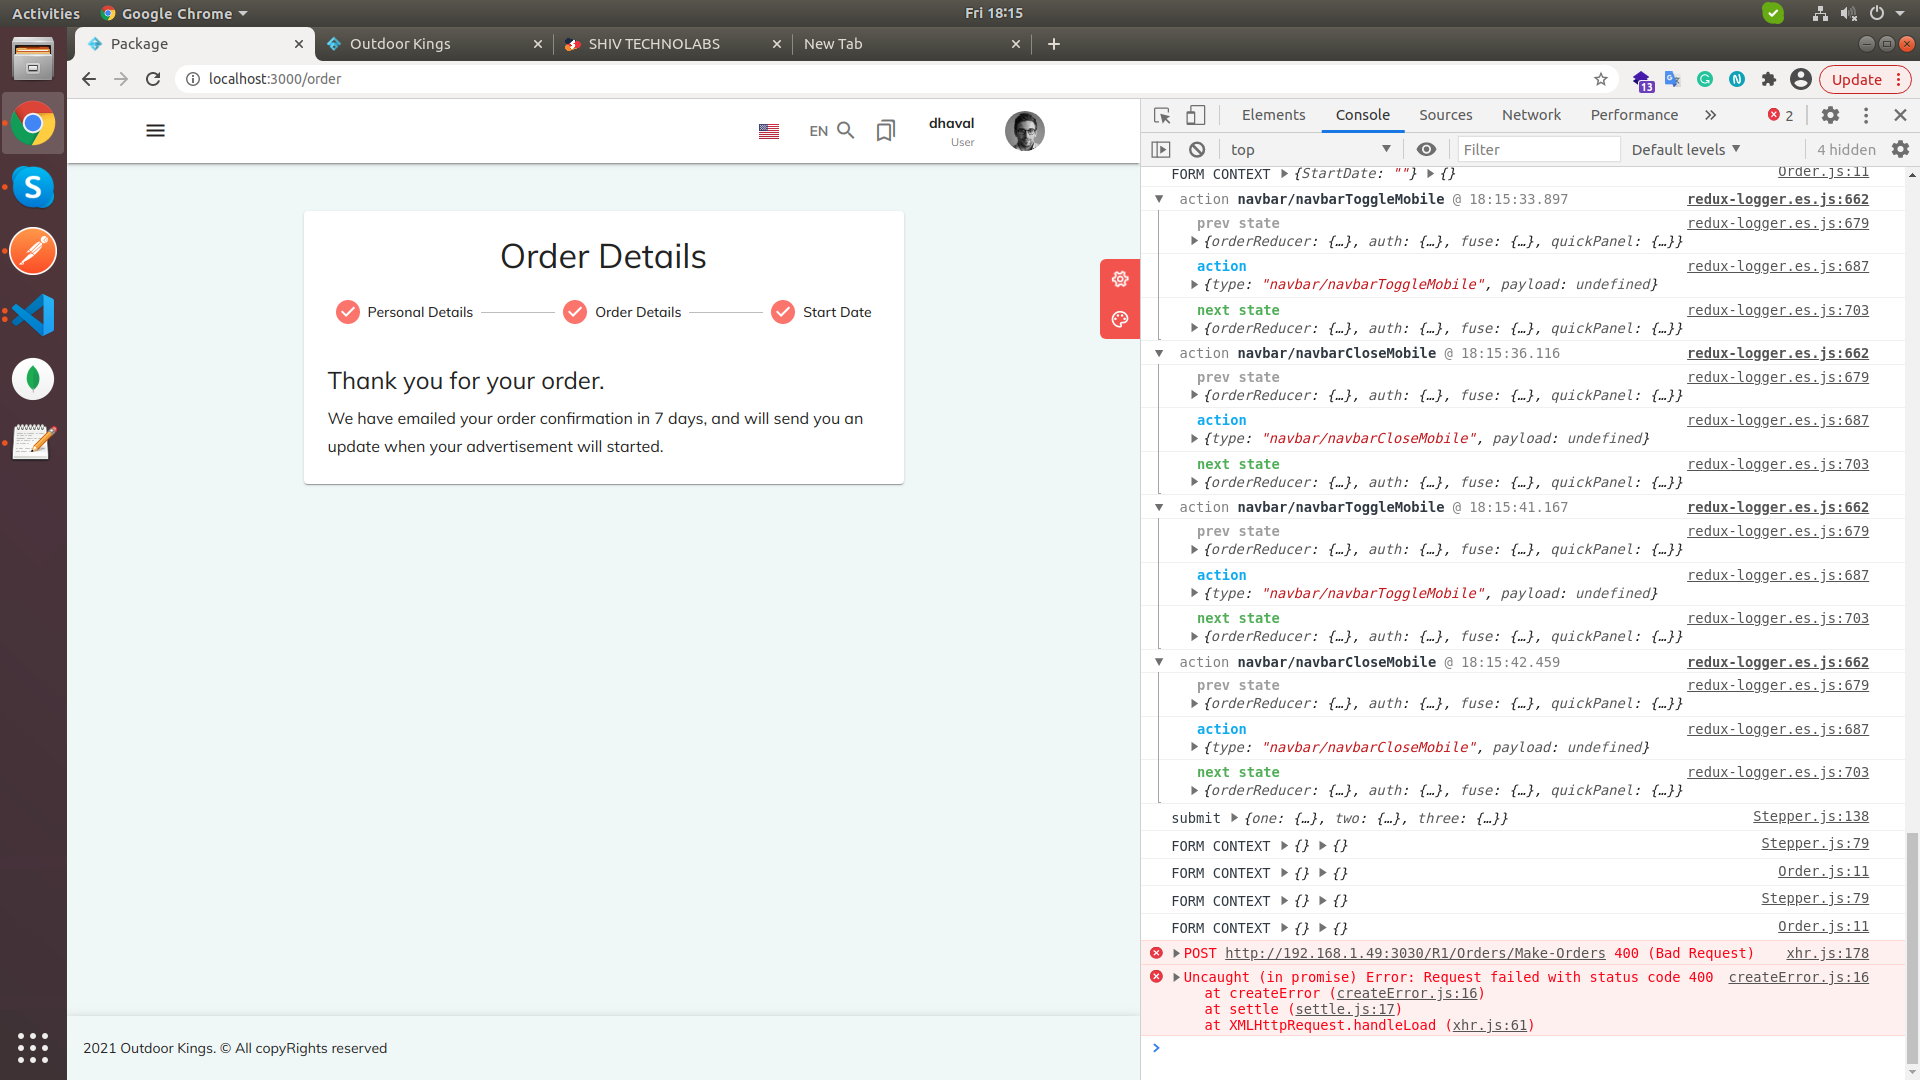 Activities
Google Chrome
Fri 18:15
Package
Outdoor Kings
SHIV TECHNOLABS
New Tab
localhost:3000/order
13
Update
EN
dhaval
User
Order Details
Personal Details
Order Details
Start Date
Thank you for your order.
We have emailed your order confirmation in 7 days, and will send you an
update when your advertisement will started.
2021 Outdoor Kings. © All copyRights reserved
Elements
Console
Sources
Network
Performance
2
top
Filter
Default levels
4 hidden
FORM CONTEXT {StartDate: ""} {} Order.js:11
action navbar/navbarToggleMobile @ 18:15:33.897 redux-logger.es.js:662
prev state redux-logger.es.js:679
{orderReducer: {…}, auth: {…}, fuse: {…}, quickPanel: {…}}
action redux-logger.es.js:687
{type: "navbar/navbarToggleMobile", payload: undefined}
next state redux-logger.es.js:703
{orderReducer: {…}, auth: {…}, fuse: {…}, quickPanel: {…}}
action navbar/navbarCloseMobile @ 18:15:36.116 redux-logger.es.js:662
prev state redux-logger.es.js:679
{orderReducer: {…}, auth: {…}, fuse: {…}, quickPanel: {…}}
action redux-logger.es.js:687
{type: "navbar/navbarCloseMobile", payload: undefined}
next state redux-logger.es.js:703
{orderReducer: {…}, auth: {…}, fuse: {…}, quickPanel: {…}}
action navbar/navbarToggleMobile @ 18:15:41.167 redux-logger.es.js:662
prev state redux-logger.es.js:679
{orderReducer: {…}, auth: {…}, fuse: {…}, quickPanel: {…}}
action redux-logger.es.js:687
{type: "navbar/navbarToggleMobile", payload: undefined}
next state redux-logger.es.js:703
{orderReducer: {…}, auth: {…}, fuse: {…}, quickPanel: {…}}
action navbar/navbarCloseMobile @ 18:15:42.459 redux-logger.es.js:662
prev state redux-logger.es.js:679
{orderReducer: {…}, auth: {…}, fuse: {…}, quickPanel: {…}}
action redux-logger.es.js:687
{type: "navbar/navbarCloseMobile", payload: undefined}
next state redux-logger.es.js:703
{orderReducer: {…}, auth: {…}, fuse: {…}, quickPanel: {…}}
submit {one: {…}, two: {…}, three: {…}} Stepper.js:138
FORM CONTEXT {} {} Stepper.js:79
FORM CONTEXT {} {} Order.js:11
FORM CONTEXT {} {} Stepper.js:79
FORM CONTEXT {} {} Order.js:11
POST http://192.168.1.49:3030/R1/Orders/Make-Orders 400 (Bad Request) xhr.js:178
Uncaught (in promise) Error: Request failed with status code 400 createError.js:16
at createError (createError.js:16)
at settle (settle.js:17)
at XMLHttpRequest.handleLoad (xhr.js:61)